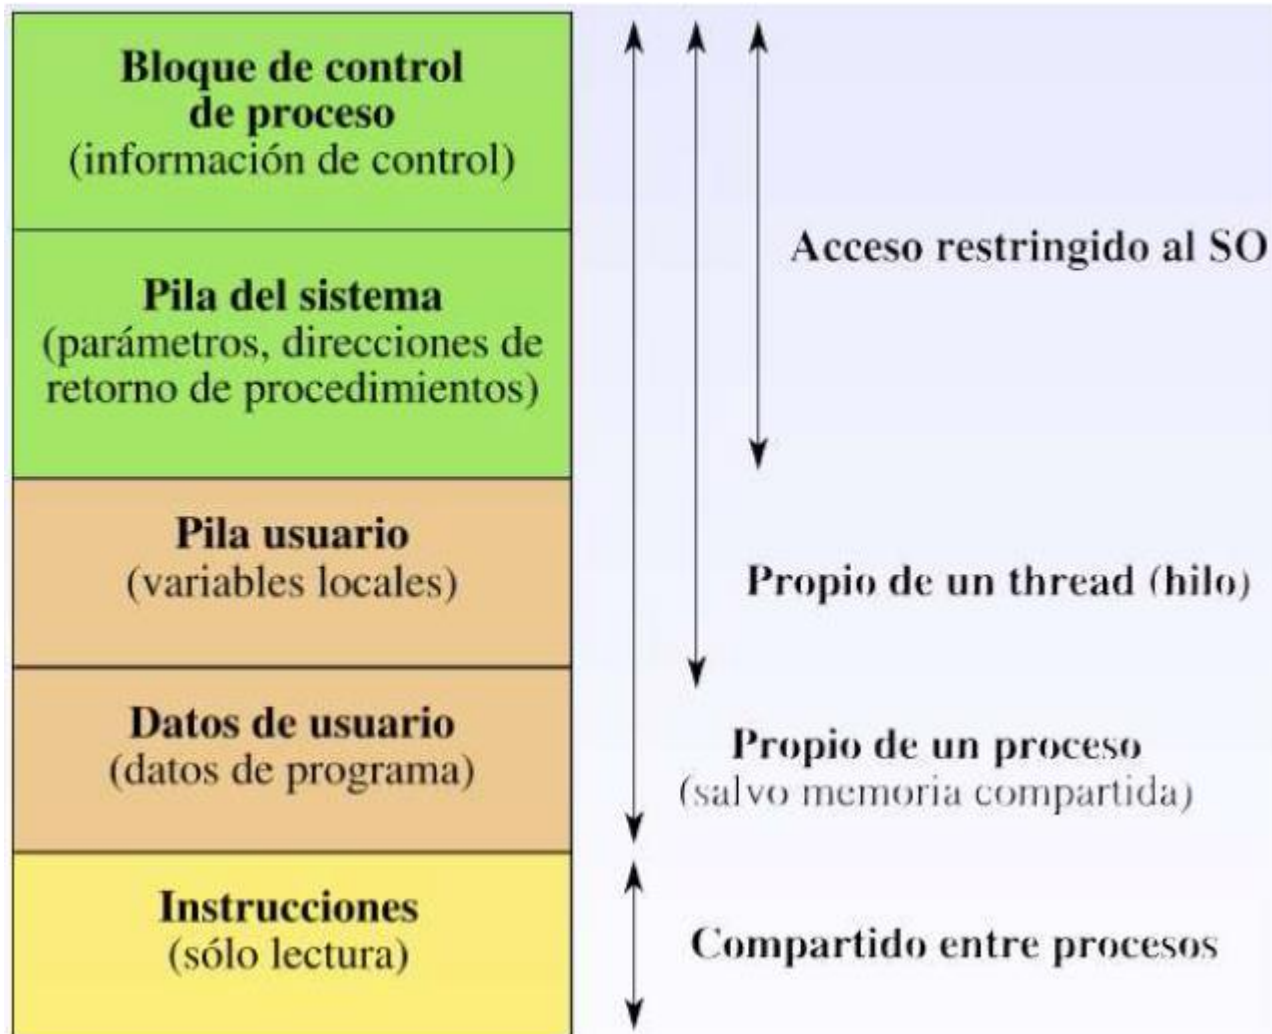 Bloque de control
de proceso
(información de control)
Acceso restringido al SO
Pila del sistema
(parámetros, direcciones de
retorno de procedimientos)
Pila usuario
(variables locales)
Propio de un thread (hilo)
Datos de usuario
(datos de programa)
Propio de un proceso
(salvo memoria compartida)
Instrucciones
(sólo lectura)
Compartido entre procesos